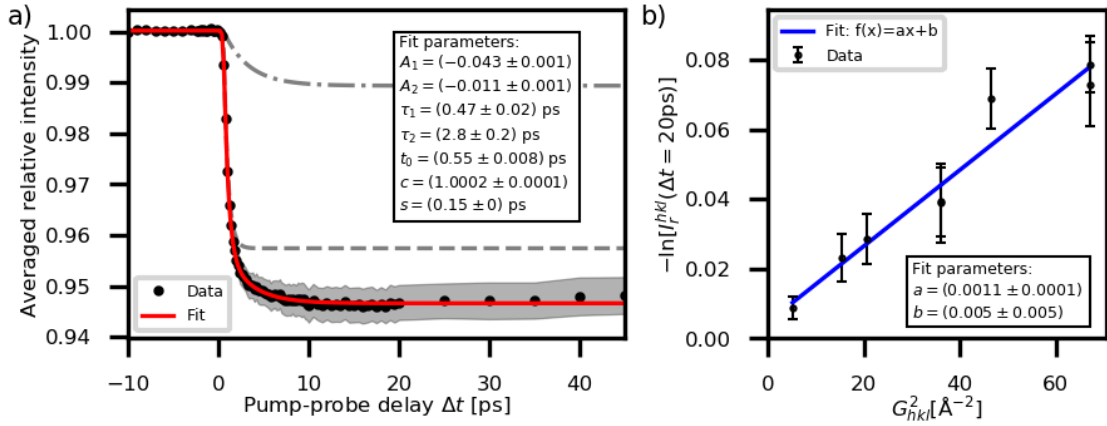 a)
Averaged relative intensity
1.00
0.99
0.98
0.97
0.96
0.95
0.94
Fit parameters:
A₁ = (−0.043 ± 0.001)
A₂ = (−0.011 ± 0.001)
τ₁ = (0.47 ± 0.02) ps
τ₂ = (2.8 ± 0.2) ps
t₀ = (0.55 ± 0.008) ps
c = (1.0002 ± 0.0001)
s = (0.15 ± 0) ps
Data
Fit
−10 0 10 20 30 40
Pump-probe delay Δt [ps]
b)
−ln[I_r^{hkl}(Δt = 20ps)]
0.08
0.06
0.04
0.02
0.00
Fit: f(x)=ax+b
Data
Fit parameters:
a = (0.0011 ± 0.0001)
b = (0.005 ± 0.005)
0 20 40 60
G²_{hkl}[Å⁻²]